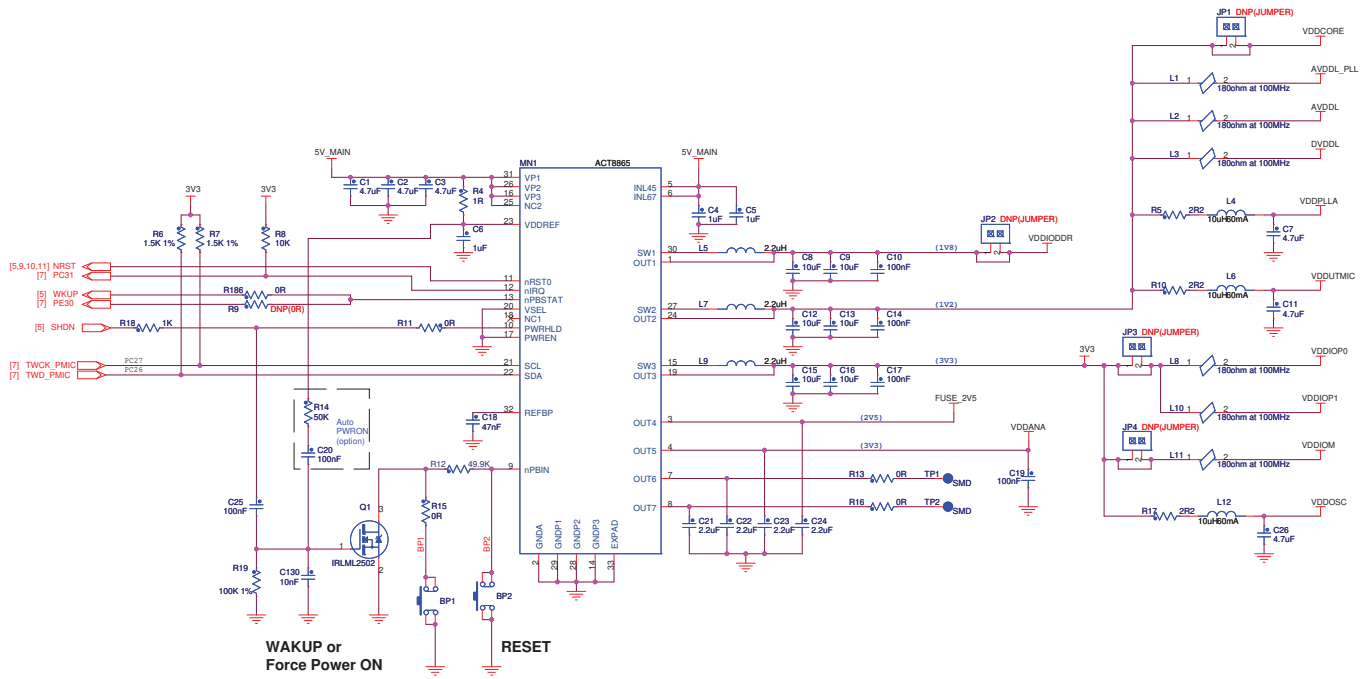 JP1 DNP(JUMPER)
1 2
VDDCORE
L1 1 2
180ohm at 100MHz
AVDDL_PLL
L2 1 2
180ohm at 100MHz
AVDDL
L3 1 2
180ohm at 100MHz
DVDDL
R5 2R2
L4
10uH60mA
VDDPLLA
C7
4.7uF
R10 2R2
L6
10uH60mA
VDDUTMIC
C11
4.7uF
5V_MAIN
C1
4.7uF
C2
4.7uF
C3
4.7uF
R4
1R
C6
1uF
MN1 ACT8865
31 VP1
26 VP2
16 VP3
25 NC2
23 VDDREF
11 nRST0
12 nIRQ
13 nPBSTAT
20 VSEL
18 NC1
10 PWRHLD
17 PWREN
21 SCL
22 SDA
32 REFBP
9 nPBIN
INL45 5
INL67 6
SW1 30
OUT1 1
SW2 27
OUT2 24
SW3 15
OUT3 19
OUT4 3
OUT5 4
OUT6 7
OUT7 8
GNDA
GNDP1
GNDP2
GNDP3
EXPAD
2
29
28
14
33
5V_MAIN
C4
1uF
C5
1uF
3V3
3V3
R6
1.5K 1%
R7
1.5K 1%
R8
10K
[5,9,10,11] NRST
[7] PC31
[5] WKUP
[7] PE30
R186 0R
R9 DNP(0R)
[5] SHDN
R18 1K
R11 0R
[7] TWCK_PMIC
PC27
[7] TWD_PMIC
PC26
R14
50K
Auto
PWRON
(option)
C20
100nF
C18
47nF
R12 49.9K
R15
0R
BP1
BP2
C25
100nF
Q1
3
1
2
IRLML2502
R19
100K 1%
C130
10nF
BP1
BP2
WAKUP or
Force Power ON
RESET
L5 2.2uH
(1V8)
JP2 DNP(JUMPER)
1 2
VDDIODDR
C8
10uF
C9
10uF
C10
100nF
L7 2.2uH
(1V2)
C12
10uF
C13
10uF
C14
100nF
L9 2.2uH
(3V3)
3V3
C15
10uF
C16
10uF
C17
100nF
JP3 DNP(JUMPER)
1 2
L8 1 2
180ohm at 100MHz
VDDIOP0
L10 1 2
180ohm at 100MHz
VDDIOP1
FUSE_2V5
(2V5)
JP4 DNP(JUMPER)
1 2
L11 1 2
180ohm at 100MHz
VDDIOM
VDDANA
(3V3)
C19
100nF
R13 0R
TP1
SMD
R16 0R
TP2
SMD
C21
2.2uF
C22
2.2uF
C23
2.2uF
C24
2.2uF
R17 2R2
L12
10uH60mA
VDDOSC
C26
4.7uF